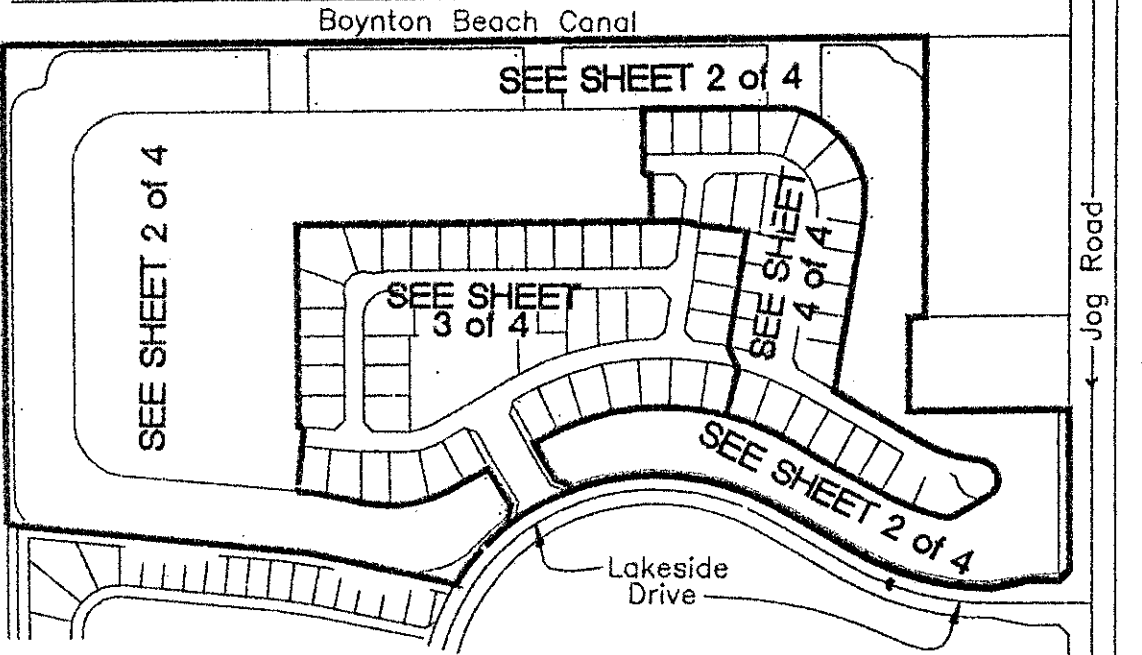 Boynton Beach Canal
SEE SHEET 2 of 4
SEE SHEET 2 of 4
SEE SHEET
4 of 4
SEE SHEET
3 of 4
Jog Road
SEE SHEET 2 of 4
Lakeside
Drive